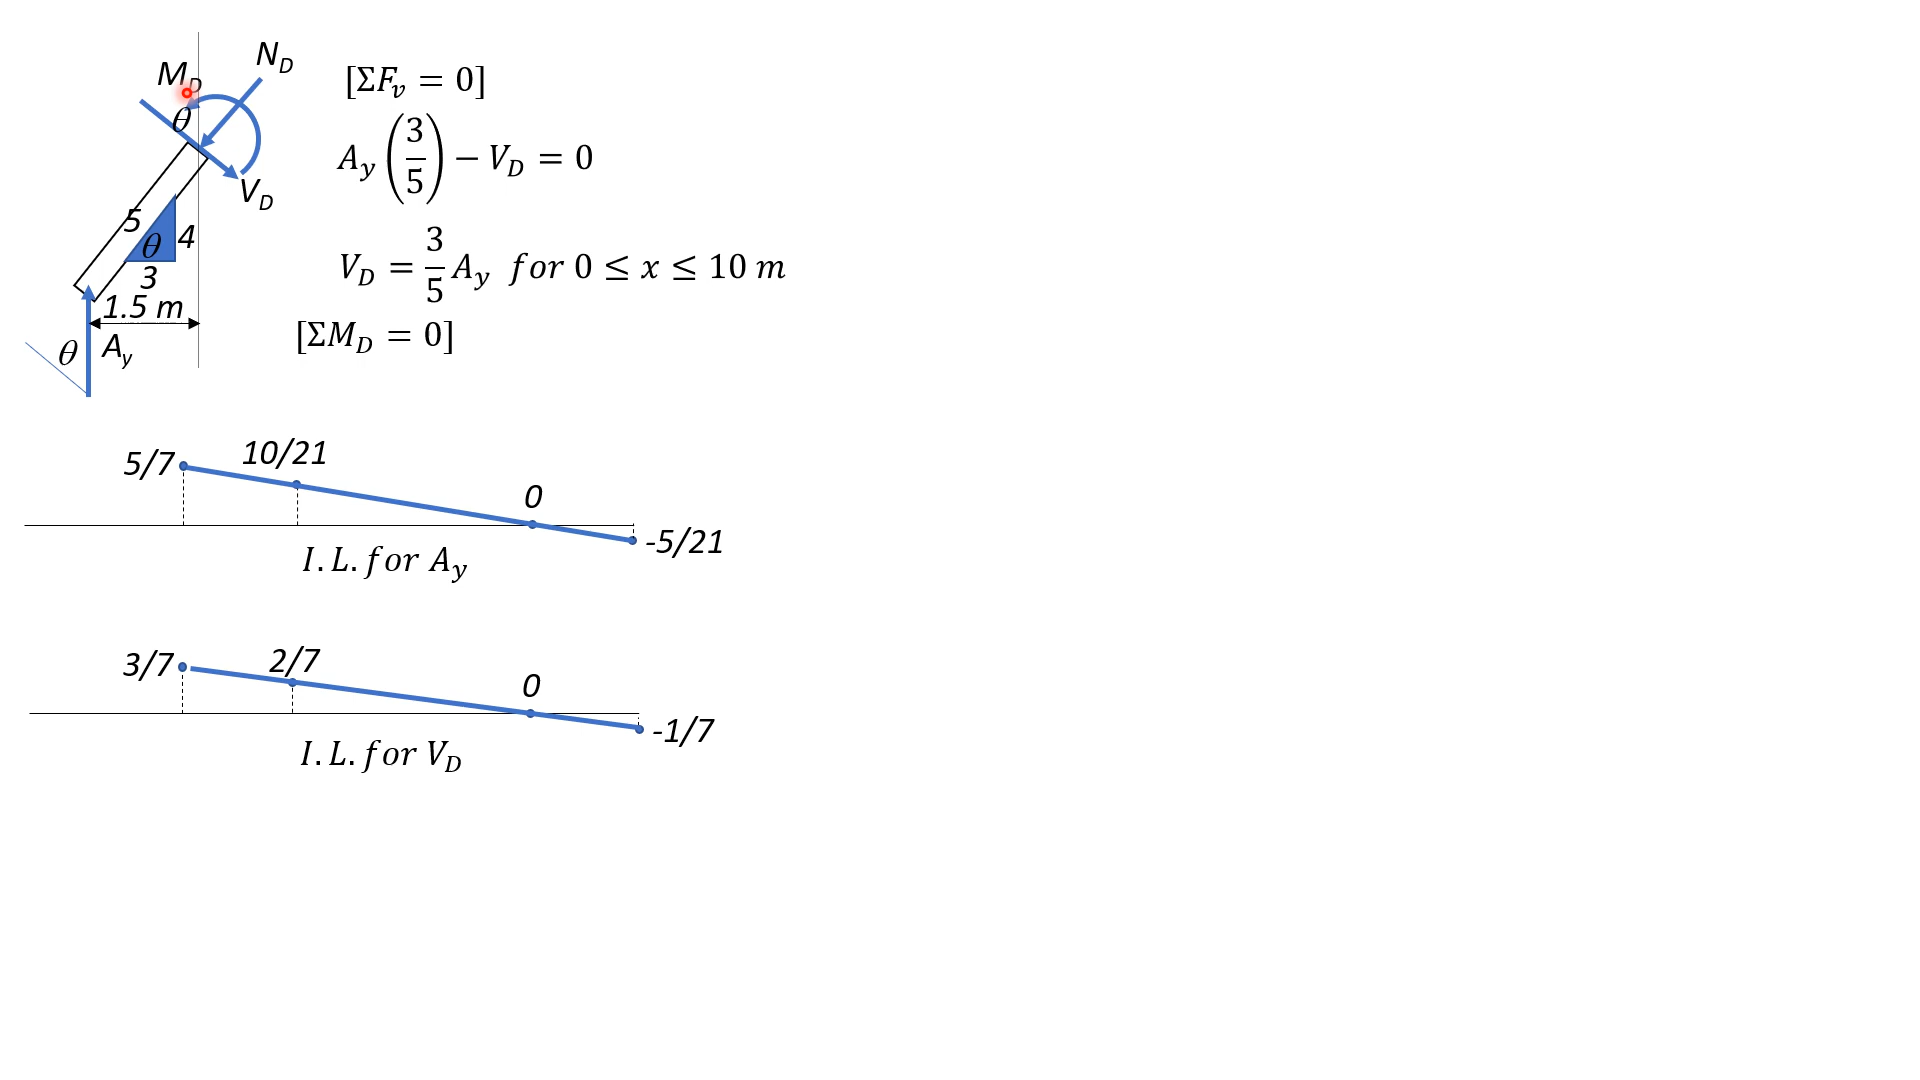 M_D
N_D
θ
V_D
5
θ
4
3
1.5 m
θ
A_y
[ΣF_v = 0]
A_y (3/5) − V_D = 0
V_D = 3/5 A_y for 0 ≤ x ≤ 10 m
[ΣM_D = 0]
5/7
10/21
0
-5/21
I.L. for A_y
3/7
2/7
0
-1/7
I.L. for V_D